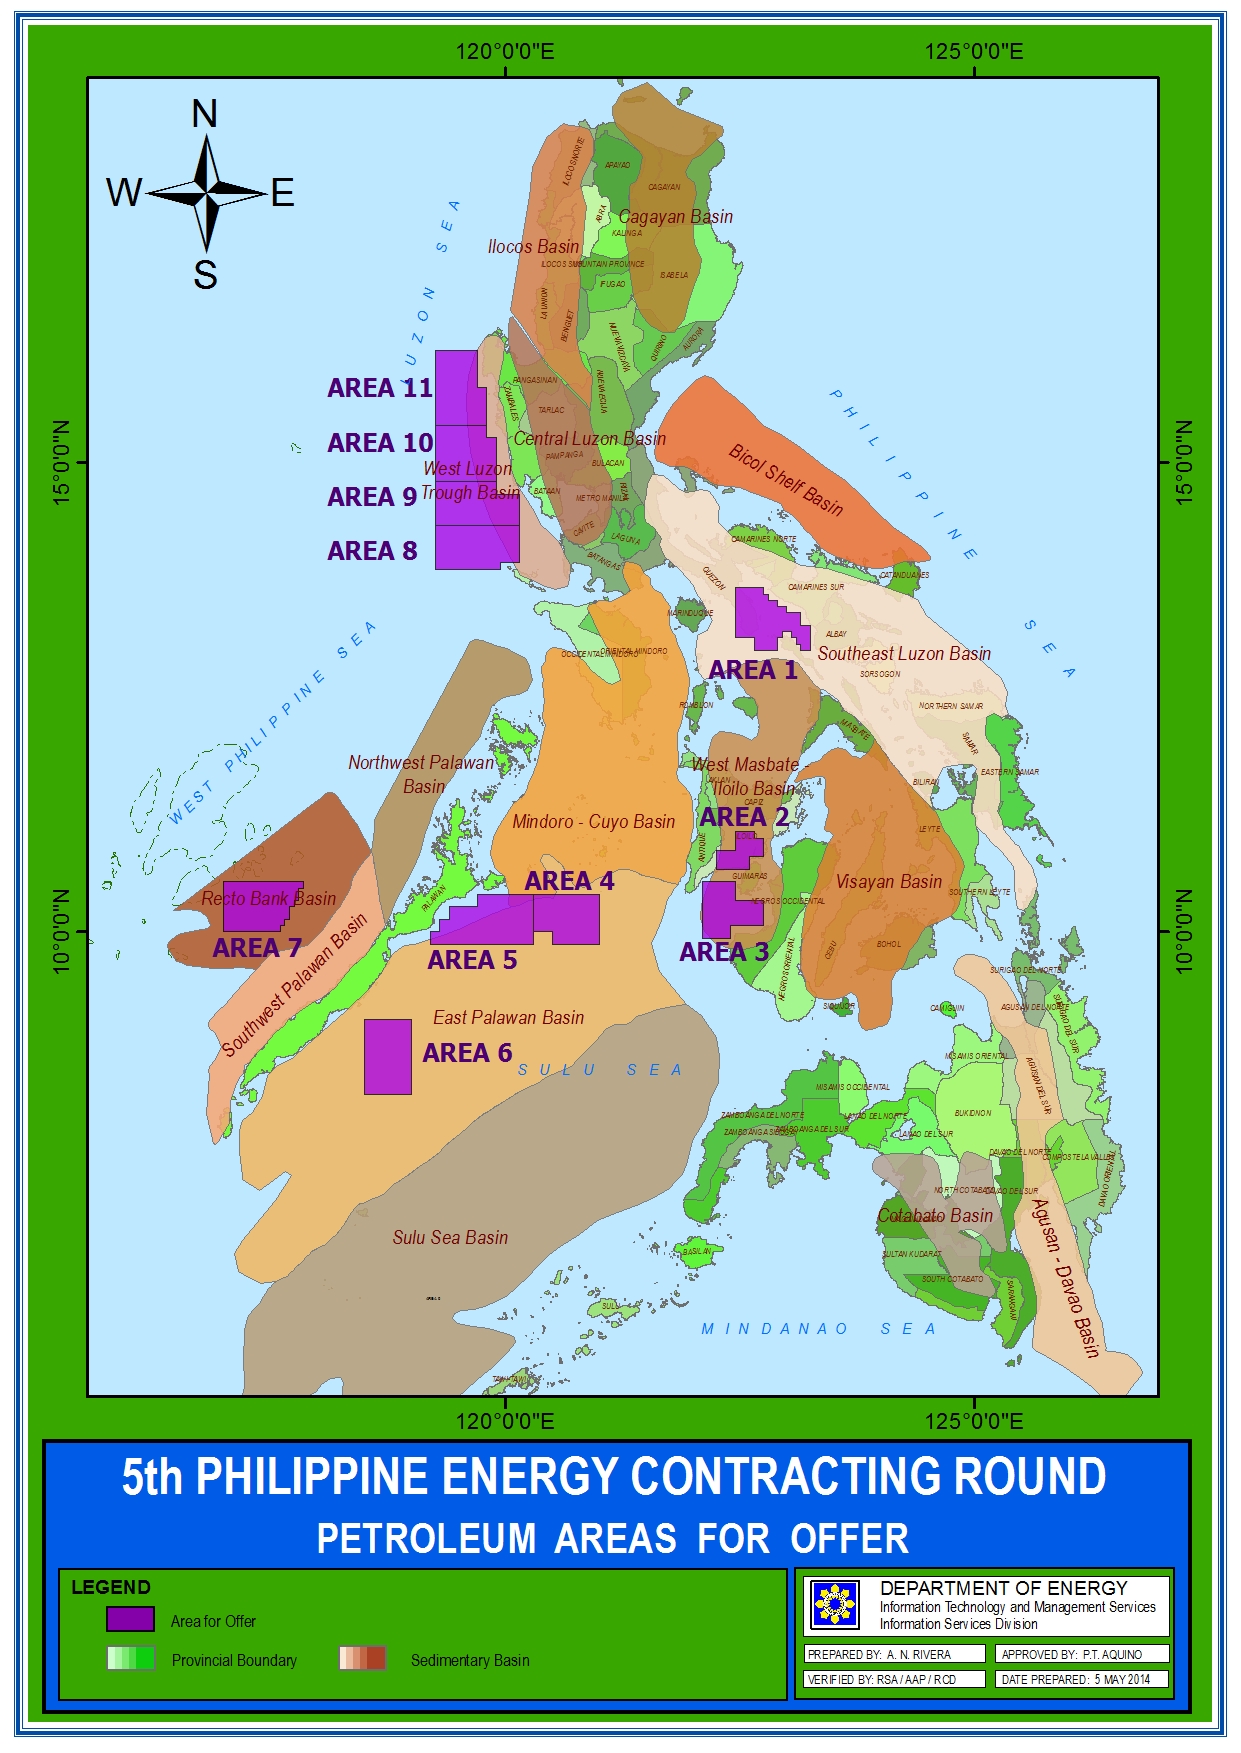 120°0'0"E
125°0'0"E
N
W
E
S
LUZON SEA
ILOCOS NORTE
APAYAO
CAGAYAN
ABRA
Cagayan Basin
KALINGA
Ilocos Basin
MOUNTAIN PROVINCE
IFUGAO
ISABELA
LA UNION
BENGUET
NUEVA VIZCAYA
QUIRINO
AURORA
AREA 11
PANGASINAN
ZAMBALES
NUEVA ECIJA
TARLAC
PHILIPPINE SEA
AREA 10
Central Luzon Basin
15°0'0"N
15°0'0"N
West Luzon
Trough Basin
PAMPANGA
BULACAN
Bicol Shelf Basin
AREA 9
BATAAN
METRO MANILA
RIZAL
CAVITE
LAGUNA
AREA 8
BATANGAS
CAMARINES NORTE
CATANDUANES
QUEZON
CAMARINES SUR
MARINDUQUE
ALBAY
WEST PHILIPPINE SEA
OCCIDENTAL MINDORO
ORIENTAL MINDORO
Southeast Luzon Basin
AREA 1
SORSOGON
ROMBLON
NORTHERN SAMAR
MASBATE
SAMAR
Northwest Palawan
Basin
West Masbate -
Iloilo Basin
AKLAN
EASTERN SAMAR
BILIRAN
CAPIZ
Mindoro - Cuyo Basin
AREA 2
LEYTE
ANTIQUE
AREA 4
GUIMARAS
Visayan Basin
SOUTHERN LEYTE
Recto Bank Basin
PALAWAN
NEGROS OCCIDENTAL
10°0'0"N
10°0'0"N
AREA 7
AREA 5
AREA 3
CEBU
BOHOL
NEGROS ORIENTAL
Southwest Palawan Basin
SURIGAO DEL NORTE
SIQUIJOR
CAMIGUIN
AGUSAN DEL NORTE
SURIGAO DEL SUR
East Palawan Basin
AREA 6
SULU SEA
MISAMIS ORIENTAL
MISAMIS OCCIDENTAL
AGUSAN DEL SUR
ZAMBOANGA DEL NORTE
LANAO DEL NORTE
BUKIDNON
ZAMBOANGA DEL SUR
LANAO DEL SUR
DAVAO DEL NORTE
COMPOSTELA VALLEY
DAVAO ORIENTAL
NORTH COTABATO
DAVAO DEL SUR
Cotabato Basin
Agusan - Davao Basin
Sulu Sea Basin
BASILAN
SULTAN KUDARAT
SOUTH COTABATO
SARANGANI
SULU
MINDANAO SEA
TAWI-TAWI
120°0'0"E
125°0'0"E
5th PHILIPPINE ENERGY CONTRACTING ROUND
PETROLEUM AREAS FOR OFFER
LEGEND
Area for Offer
Provincial Boundary
Sedimentary Basin
DEPARTMENT OF ENERGY
Information Technology and Management Services
Information Services Division
PREPARED BY: A. N. RIVERA
APPROVED BY: P.T. AQUINO
VERIFIED BY: RSA / AAP / RCD
DATE PREPARED: 5 MAY 2014